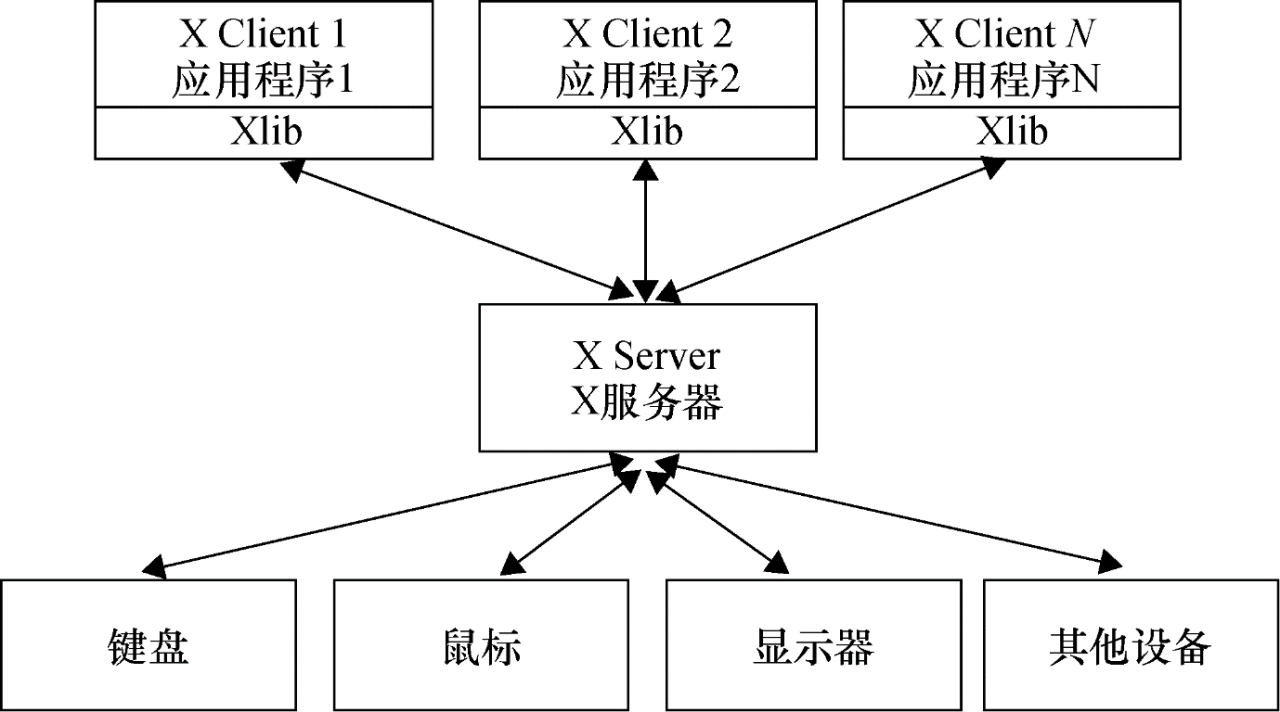 X Client 1
应用程序1
Xlib
X Client 2
应用程序2
Xlib
X Client N
应用程序N
Xlib
X Server
X服务器
键盘
鼠标
显示器
其他设备